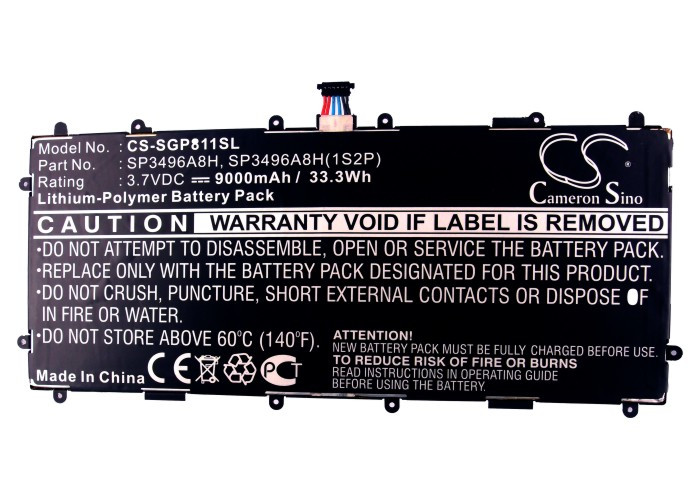 Model No. : CS-SGP811SL
Part No. : SP3496A8H, SP3496A8H(1S2P)
Rating : 3.7VDC 9000mAh / 33.3Wh
Lithium-Polymer Battery Pack
CS
Cameron Sino
CAUTION WARRANTY VOID IF LABEL IS REMOVED
•DO NOT ATTEMPT TO DISASSEMBLE, OPEN OR SERVICE THE BATTERY PACK.
•REPLACE ONLY WITH THE BATTERY PACK DESIGNATED FOR THIS PRODUCT.
•DO NOT CRUSH, PUNCTURE, SHORT EXTERNAL CONTACTS OR DISPOSE OF
IN FIRE OR WATER.
•DO NOT STORE ABOVE 60°C (140°F).
ATTENTION!
NEW BATTERY PACK MUST BE FULLY CHARGED BEFORE USE.
TO REDUCE RISK OF FIRE OR BURNS
FOLLOW INSTRUCTIONS IN OPERATING GUIDE
BEFORE USING BATTERY.
Made In China
CE
PCT